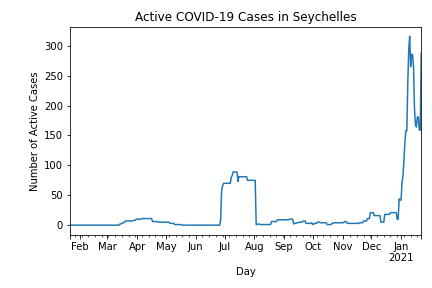 Active COVID-19 Cases in Seychelles
Number of Active Cases
300
250
200
150
100
50
0
Feb Mar Apr May Jun Jul Aug Sep Oct Nov Dec Jan
2021
Day